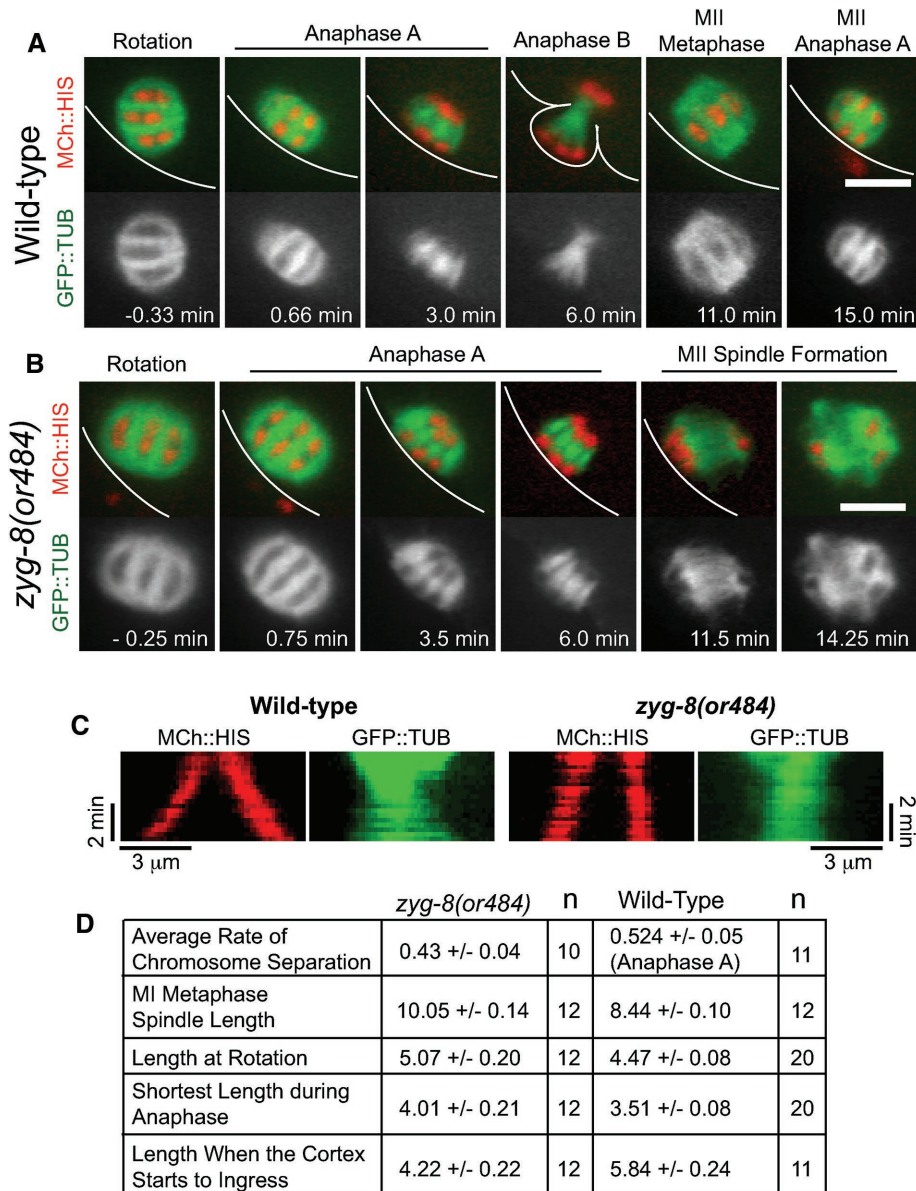 A
Rotation
Anaphase A
Anaphase B
MII Metaphase
MII Anaphase A
Wild-type
MCh::HIS
GFP::TUB
-0.33 min
0.66 min
3.0 min
6.0 min
11.0 min
15.0 min
B
Rotation
Anaphase A
MII Spindle Formation
zyg-8(or484)
MCh::HIS
GFP::TUB
- 0.25 min
0.75 min
3.5 min
6.0 min
11.5 min
14.25 min
C
Wild-type
zyg-8(or484)
MCh::HIS
GFP::TUB
MCh::HIS
GFP::TUB
2 min
2 min
3 μm
3 μm
D
zyg-8(or484) n Wild-Type n
Average Rate of
Chromosome Separation
0.43 +/- 0.04
10
0.524 +/- 0.05
(Anaphase A)
11
MI Metaphase
Spindle Length
10.05 +/- 0.14
12
8.44 +/- 0.10
12
Length at Rotation
5.07 +/- 0.20
12
4.47 +/- 0.08
20
Shortest Length during
Anaphase
4.01 +/- 0.21
12
3.51 +/- 0.08
20
Length When the Cortex
Starts to Ingress
4.22 +/- 0.22
12
5.84 +/- 0.24
11